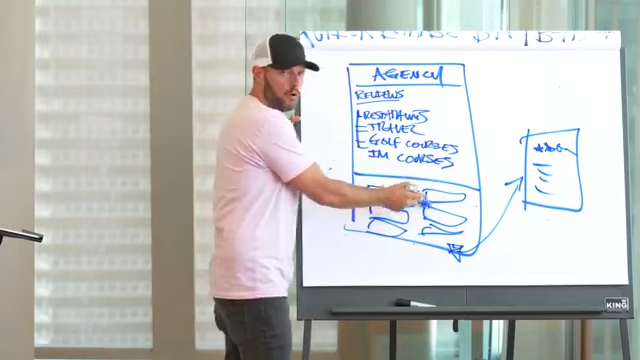 AGENCY
REVIEWS
RESTAURANTS
TRAVEL
GOLF COURSES
IM COURSES
KING